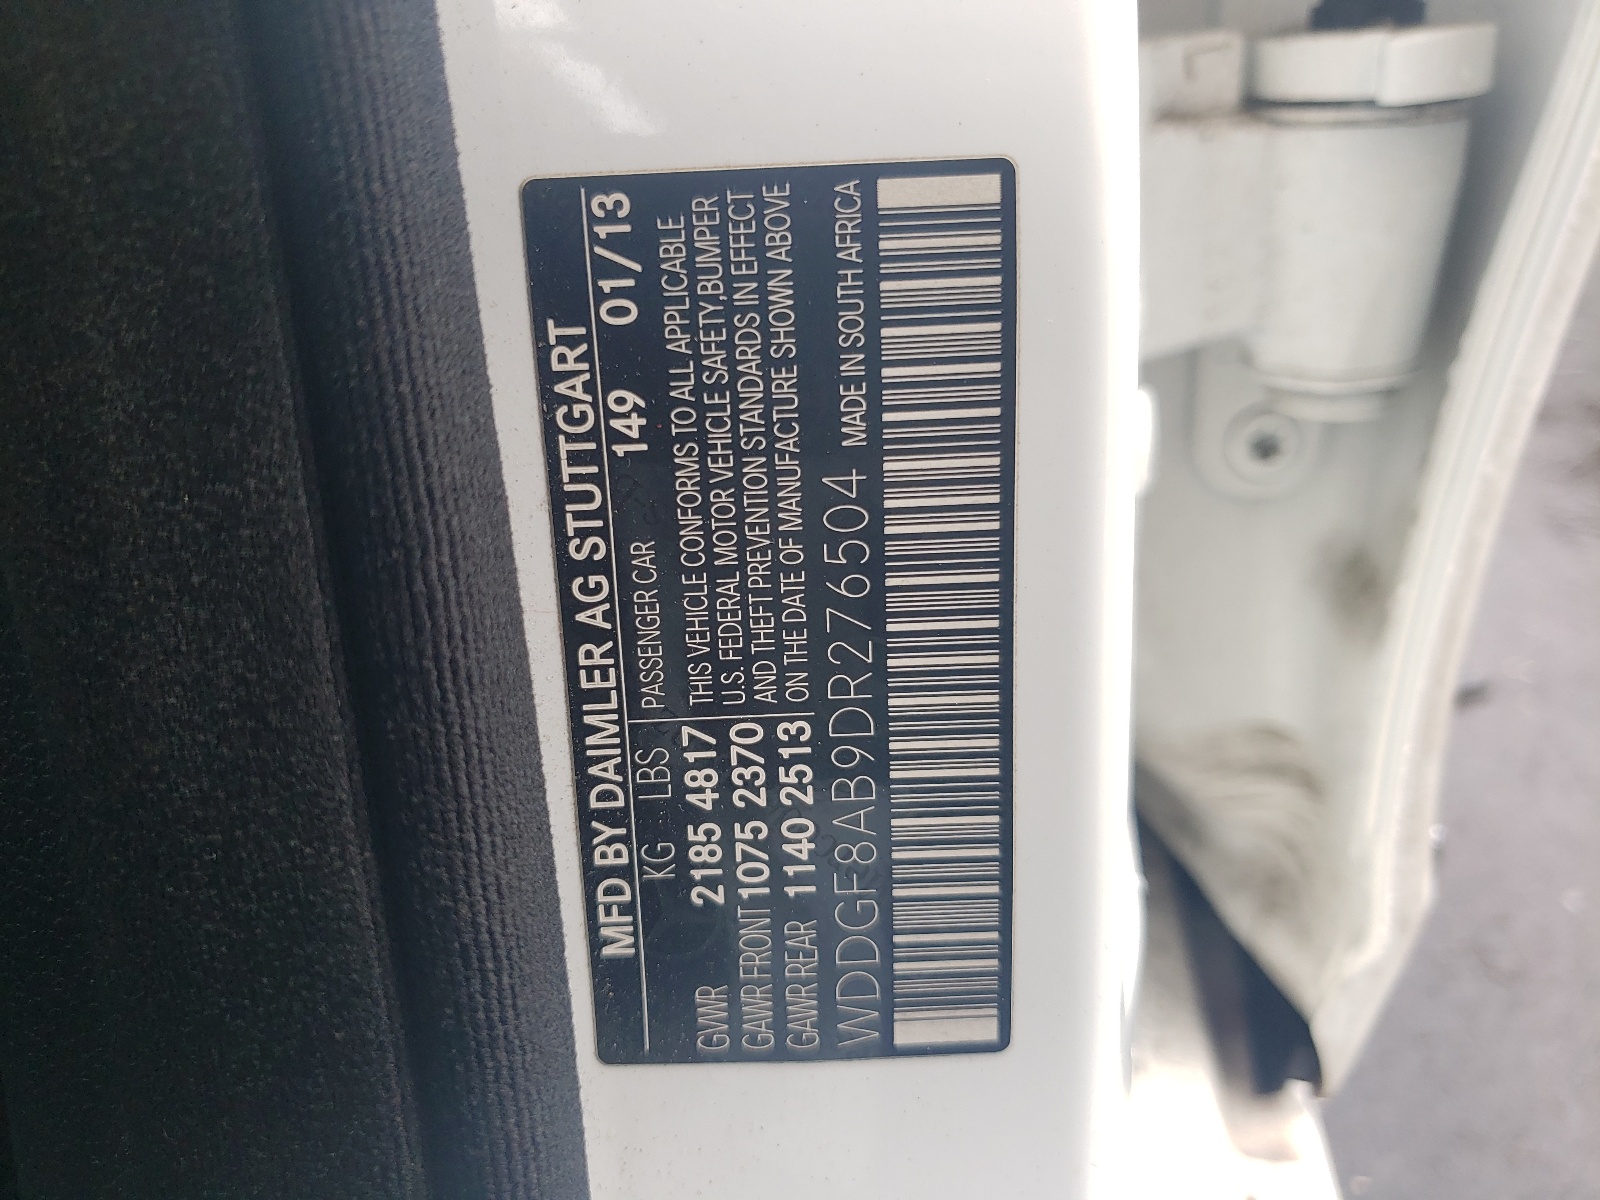 MFD BY DAIMLER AG STUTTGART
KG LBS PASSENGER CAR 149 01/13
GVWR 2185 4817 THIS VEHICLE CONFORMS TO ALL APPLICABLE
GAWR FRONT 1075 2370 U.S. FEDERAL MOTOR VEHICLE SAFETY,BUMPER
GAWR REAR 1140 2513 AND THEFT PREVENTION STANDARDS IN EFFECT
ON THE DATE OF MANUFACTURE SHOWN ABOVE
WDDGF8AB9DR276504 MADE IN SOUTH AFRICA